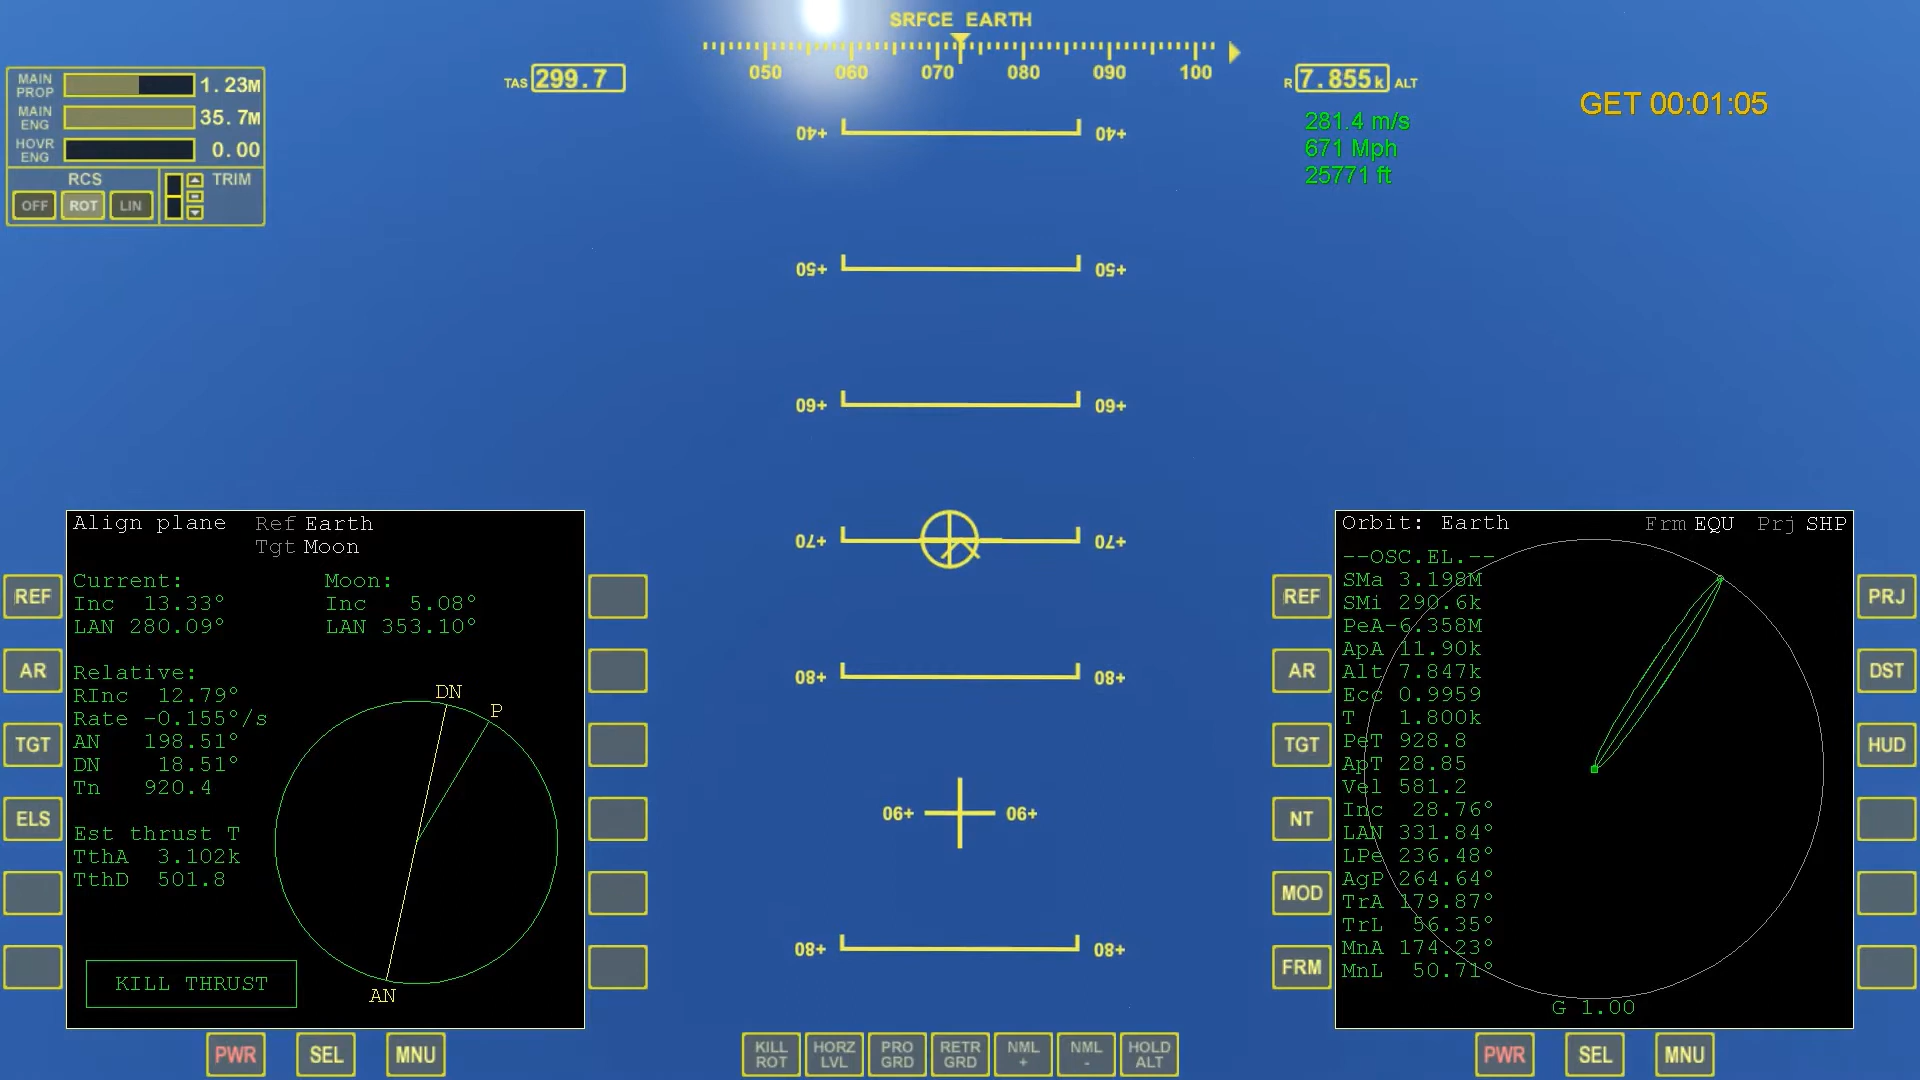 SRFCE EARTH
050 060 070 080 090 100
MAIN PROP 1.23M
MAIN ENG 35.7M
HOVR ENG 0.00
RCS TRIM
OFF ROT LIN
TAS 299.7
R 7.855k ALT
281.4 m/s
671 Mph
25771 ft
GET 00:01:05
+40 +40
+50 +50
+60 +60
+70 +70
+80 +80
+90 +90
+80 +80
Align plane Ref Earth
Tgt Moon
Current: Moon:
Inc 13.33° Inc 5.08°
LAN 280.09° LAN 353.10°
Relative:
RInc 12.79°
Rate -0.155°/s
AN 198.51°
DN 18.51°
Tn 920.4
Est thrust T
TthA 3.102k
TthD 501.8
KILL THRUST
DN
P
AN
REF
AR
TGT
ELS
PWR SEL MNU
KILL ROT
HORZ LVL
PRO GRD
RETR GRD
NML +
NML -
HOLD ALT
Orbit: Earth Frm EQU Prj SHP
--OSC.EL.--
SMa 3.198M
SMi 290.6k
PeA-6.358M
ApA 11.90k
Alt 7.847k
Ecc 0.9959
T 1.800k
PeT 928.8
ApT 28.85
Vel 581.2
Inc 28.76°
LAN 331.84°
LPe 236.48°
AgP 264.64°
TrA 179.87°
TrL 56.35°
MnA 174.23°
MnL 50.71°
G 1.00
REF
AR
TGT
NT
MOD
FRM
PRJ
DST
HUD
PWR SEL MNU